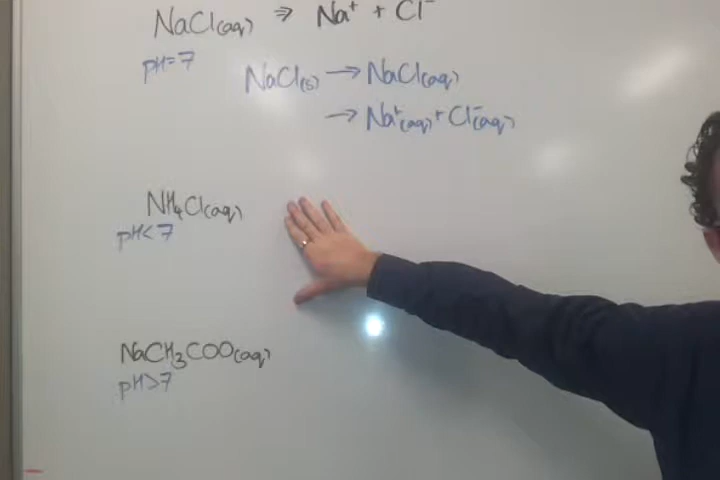 NaCl(aq) ⇒ Na⁺ + Cl⁻
pH=7
NaCl(s) → NaCl(aq)
→ Na⁺(aq) + Cl⁻(aq)
NH₄Cl(aq)
pH<7
NaCH₃COO(aq)
pH>7